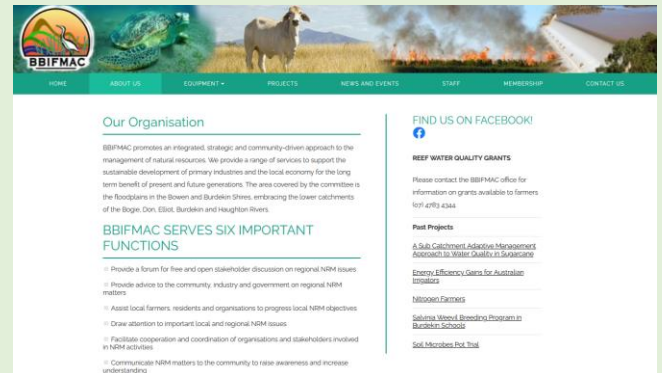 BBIFMAC
HOME ABOUT US EQUIPMENT PROJECTS NEWS AND EVENTS STAFF MEMBERSHIP CONTACT US
Our Organisation
BBIFMAC promotes an integrated, strategic and community-driven approach to the
management of natural resources. We provide a range of services to support the
sustainable development of primary industries and the local economy for the long
term benefit of present and future generations. The area covered by the committee is
the floodplains in the Bowen and Burdekin Shires, embracing the lower catchments
of the Bogie, Don, Elliot, Burdekin and Haughton Rivers.
BBIFMAC SERVES SIX IMPORTANT
FUNCTIONS
Provide a forum for free and open stakeholder discussion on regional NRM issues
Provide advice to the community, industry and government on regional NRM
matters
Assist local farmers, residents and organisations to progress local NRM objectives
Draw attention to important local and regional NRM issues
Facilitate cooperation and coordination of organisations and stakeholders involved
in NRM activities
Communicate NRM matters to the community to raise awareness and increase
understanding
FIND US ON FACEBOOK!
REEF WATER QUALITY GRANTS
Please contact the BBIFMAC office for
information on grants available to farmers
(07) 4783 4344.
Past Projects
A Sub Catchment Adaptive Management
Approach to Water Quality in Sugarcane
Energy Efficiency Gains for Australian
Irrigators
Nitrogen Farmers
Salvinia Weevil Breeding Program in
Burdekin Schools
Soil Microbes Pot Trial